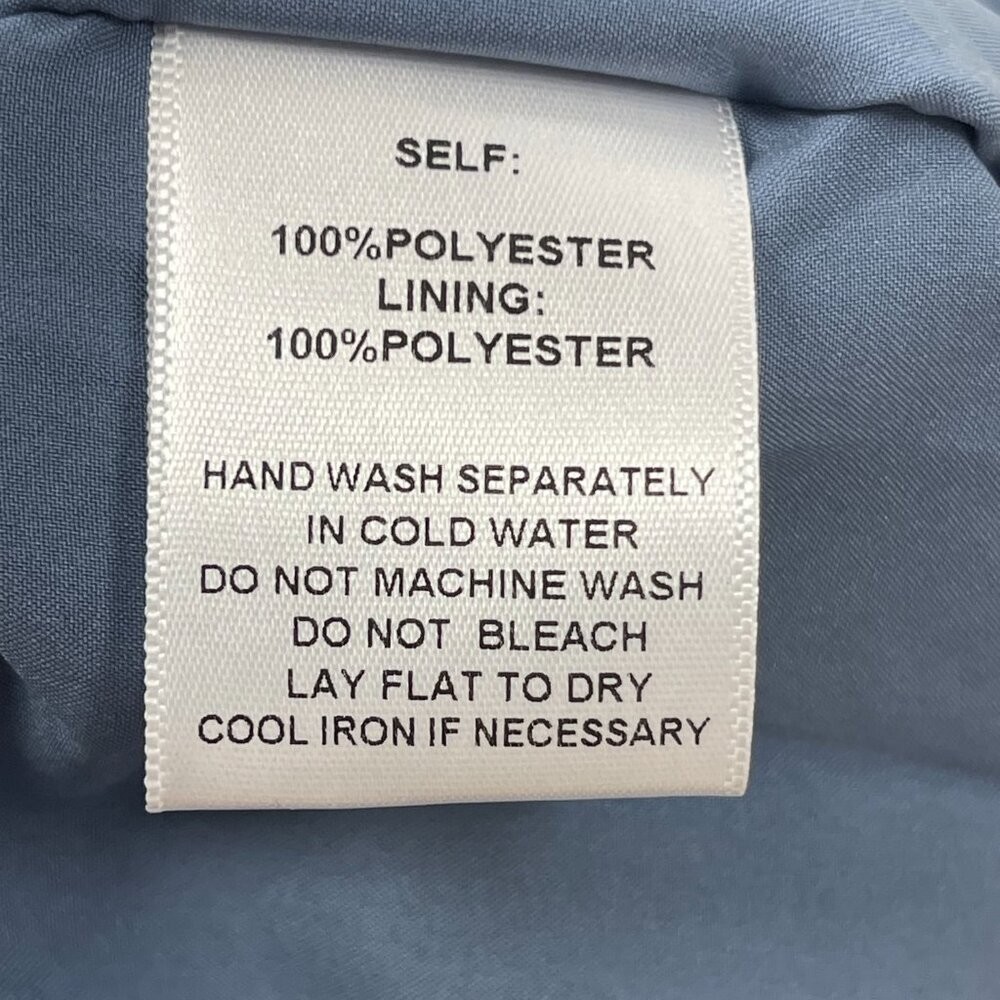 SELF:
100%POLYESTER
LINING:
100%POLYESTER
HAND WASH SEPARATELY
IN COLD WATER
DO NOT MACHINE WASH
DO NOT BLEACH
LAY FLAT TO DRY
COOL IRON IF NECESSARY